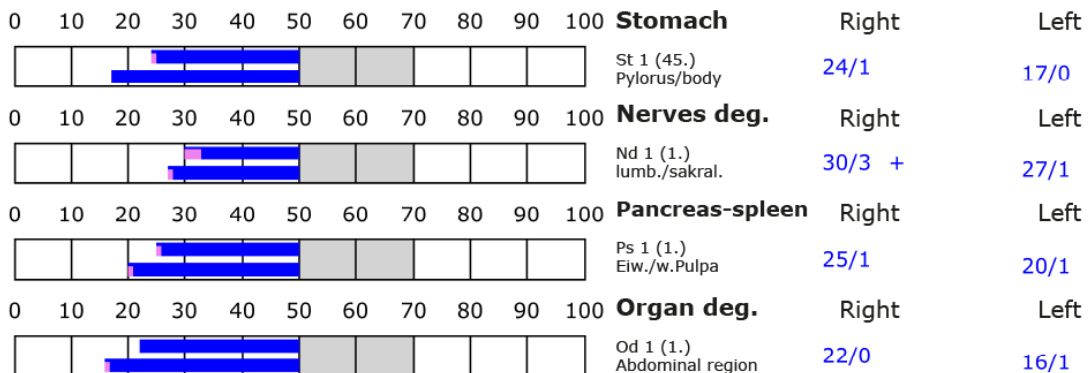 0 10 20 30 40 50 60 70 80 90 100 Stomach Right Left
St 1 (45.)
Pylorus/body 24/1 17/0
0 10 20 30 40 50 60 70 80 90 100 Nerves deg. Right Left
Nd 1 (1.)
lumb./sakral. 30/3 + 27/1
0 10 20 30 40 50 60 70 80 90 100 Pancreas-spleen Right Left
Ps 1 (1.)
Eiw./w.Pulpa 25/1 20/1
0 10 20 30 40 50 60 70 80 90 100 Organ deg. Right Left
Od 1 (1.)
Abdominal region 22/0 16/1